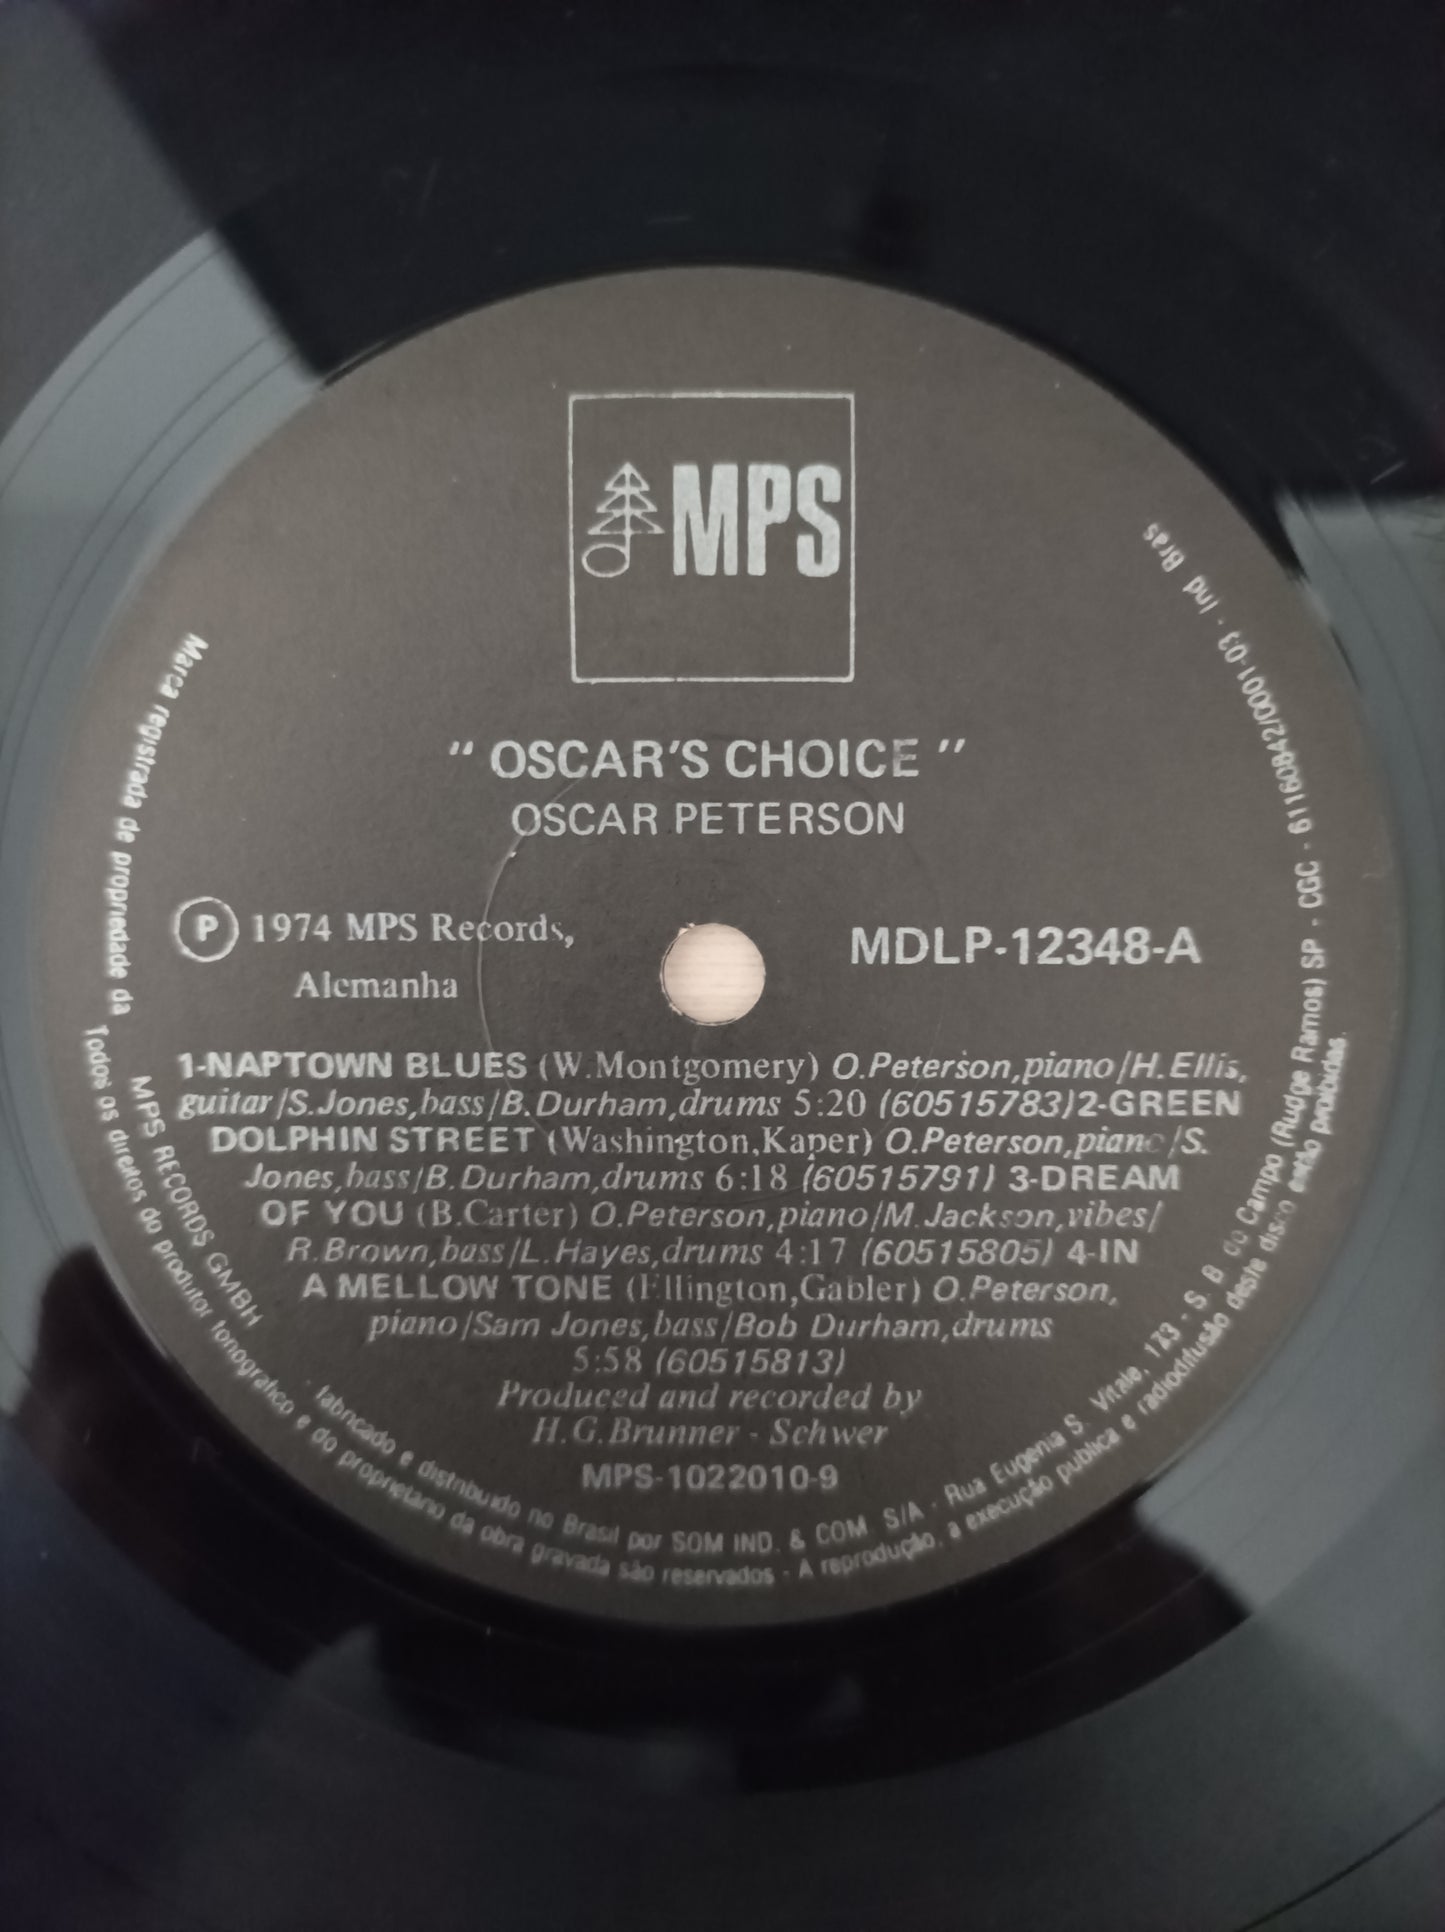 MPS
" OSCAR'S CHOICE "
OSCAR PETERSON
P 1974 MPS Records,
Alemanha
MDLP-12348-A
1-NAPTOWN BLUES (W.Montgomery) O.Peterson,piano/H.Ellis,
guitar/S.Jones,bass/B.Durham,drums 5:20 (60515783)2-GREEN
DOLPHIN STREET (Washington,Kaper) O.Peterson,piano/S.
Jones,bass/B.Durham,drums 6:18 (60515791) 3-DREAM
OF YOU (B.Carter) O.Peterson,piano/M.Jackson,vibes/
R.Brown,bass/L.Hayes,drums 4:17 (60515805) 4-IN
A MELLOW TONE (Ellington,Gabler) O.Peterson,
piano/Sam Jones,bass/Bob Durham,drums
5:58 (60515813)
Produced and recorded by
H.G.Brunner - Schwer
MPS-1022010-9
Marca registrada de propriedade da MPS RECORDS GMBH - fabricado e distribuido no Brasil por SOM IND. & COM. S/A - Rua Eugenia S. Vitale, 173 - S. B. do Campo (Rudge Ramos) SP - CGC - 61160842/0001-03 - Ind Bras
Todos os direitos do produtor fonografico e do proprietario da obra gravada são reservados - A reprodução, a execução publica e radiodifusão deste disco estão proibidas.